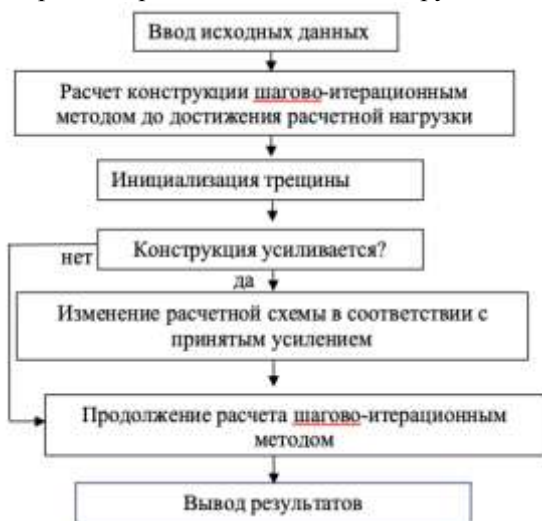 Ввод исходных данных
Расчет конструкции шагово-итерационным
методом до достижения расчетной нагрузки
Инициализация трещины
Конструкция усиливается?
нет
да
Изменение расчетной схемы в соответствии с
принятым усилением
Продолжение расчета шагово-итерационным
методом
Вывод результатов